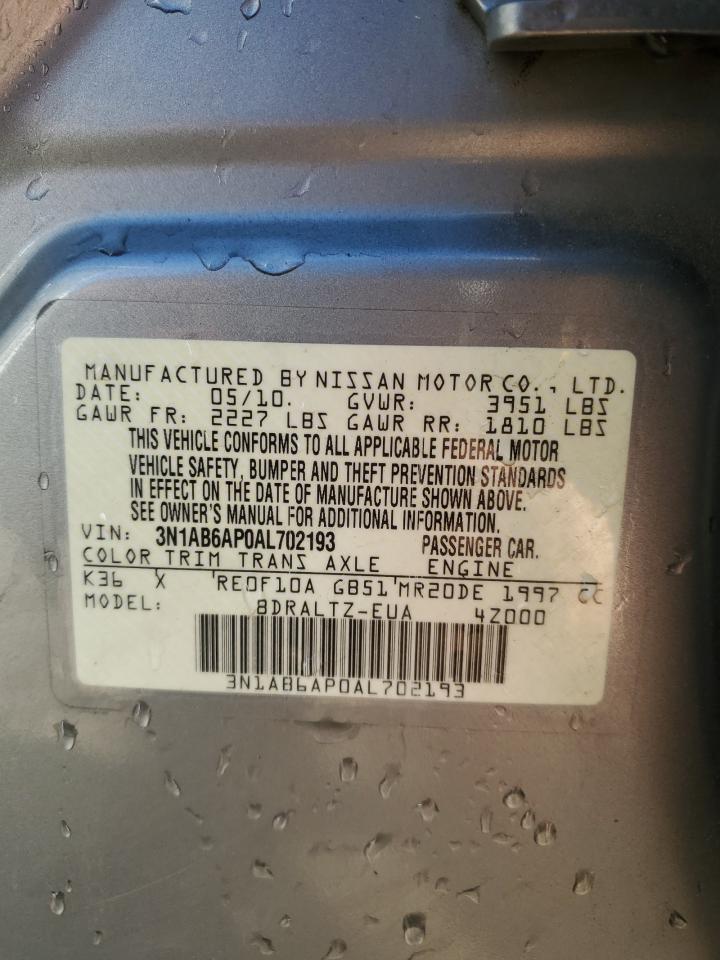 MANUFACTURED BY NISSAN MOTOR CO., LTD.
DATE: 05/10. GVWR: 3951 LBS
GAWR FR: 2227 LBS GAWR RR: 1810 LBS
THIS VEHICLE CONFORMS TO ALL APPLICABLE FEDERAL MOTOR
VEHICLE SAFETY, BUMPER AND THEFT PREVENTION STANDARDS
IN EFFECT ON THE DATE OF MANUFACTURE SHOWN ABOVE.
SEE OWNER'S MANUAL FOR ADDITIONAL INFORMATION.
VIN: 3N1AB6AP0AL702193 PASSENGER CAR.
COLOR TRIM TRANS AXLE ENGINE
K36 X RE0F10A GB51 MR20DE 1997 CC
MODEL: BDRALTZ-EUA 4Z000
3N1AB6AP0AL702193